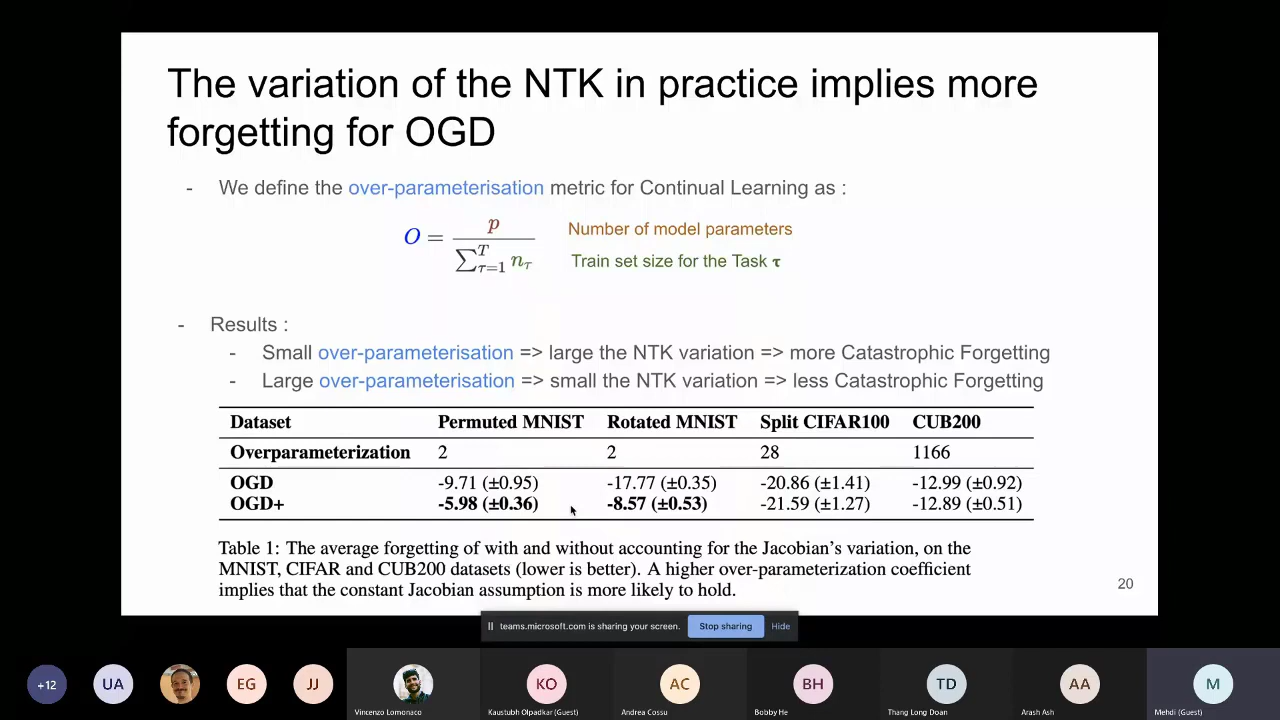 The variation of the NTK in practice implies more
forgetting for OGD
- We define the over-parameterisation metric for Continual Learning as :
O = p / ∑_{τ=1}^{T} n_τ
Number of model parameters
Train set size for the Task τ
- Results :
- Small over-parameterisation => large the NTK variation => more Catastrophic Forgetting
- Large over-parameterisation => small the NTK variation => less Catastrophic Forgetting
Dataset Permuted MNIST Rotated MNIST Split CIFAR100 CUB200
Overparameterization 2 2 28 1166
OGD -9.71 (±0.95) -17.77 (±0.35) -20.86 (±1.41) -12.99 (±0.92)
OGD+ -5.98 (±0.36) -8.57 (±0.53) -21.59 (±1.27) -12.89 (±0.51)
Table 1: The average forgetting of with and without accounting for the Jacobian's variation, on the
MNIST, CIFAR and CUB200 datasets (lower is better). A higher over-parameterization coefficient
implies that the constant Jacobian assumption is more likely to hold.
20
teams.microsoft.com is sharing your screen. Stop sharing Hide
+12 UA EG JJ KO AC BH TD AA M
Vincenzo Lomonaco Kaustubh Olpadkar (Guest) Andrea Cossu Bobby He Thang Long Doan Arash Ash Mehdi (Guest)